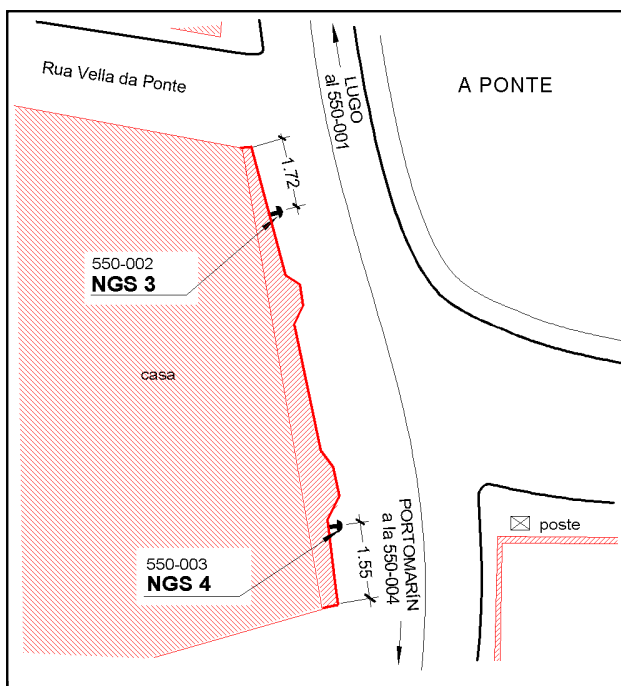 Rua Vella da Ponte
LUGO
al 550-001
A PONTE
1.72
550-002
NGS 3
casa
PORTOMARÍN
a la 550-004
poste
550-003
NGS 4
1.55